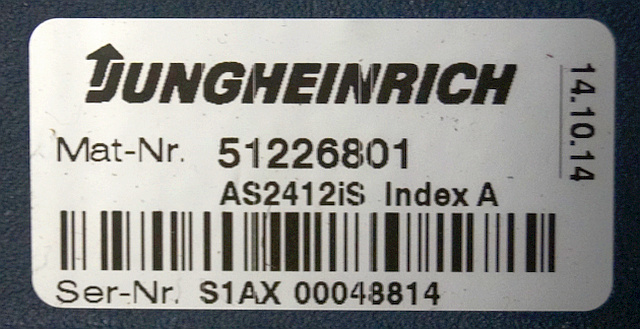 JUNGHEINRICH
Mat-Nr. 51226801
AS2412iS Index A
Ser-Nr. S1AX 00048814
14.10.14